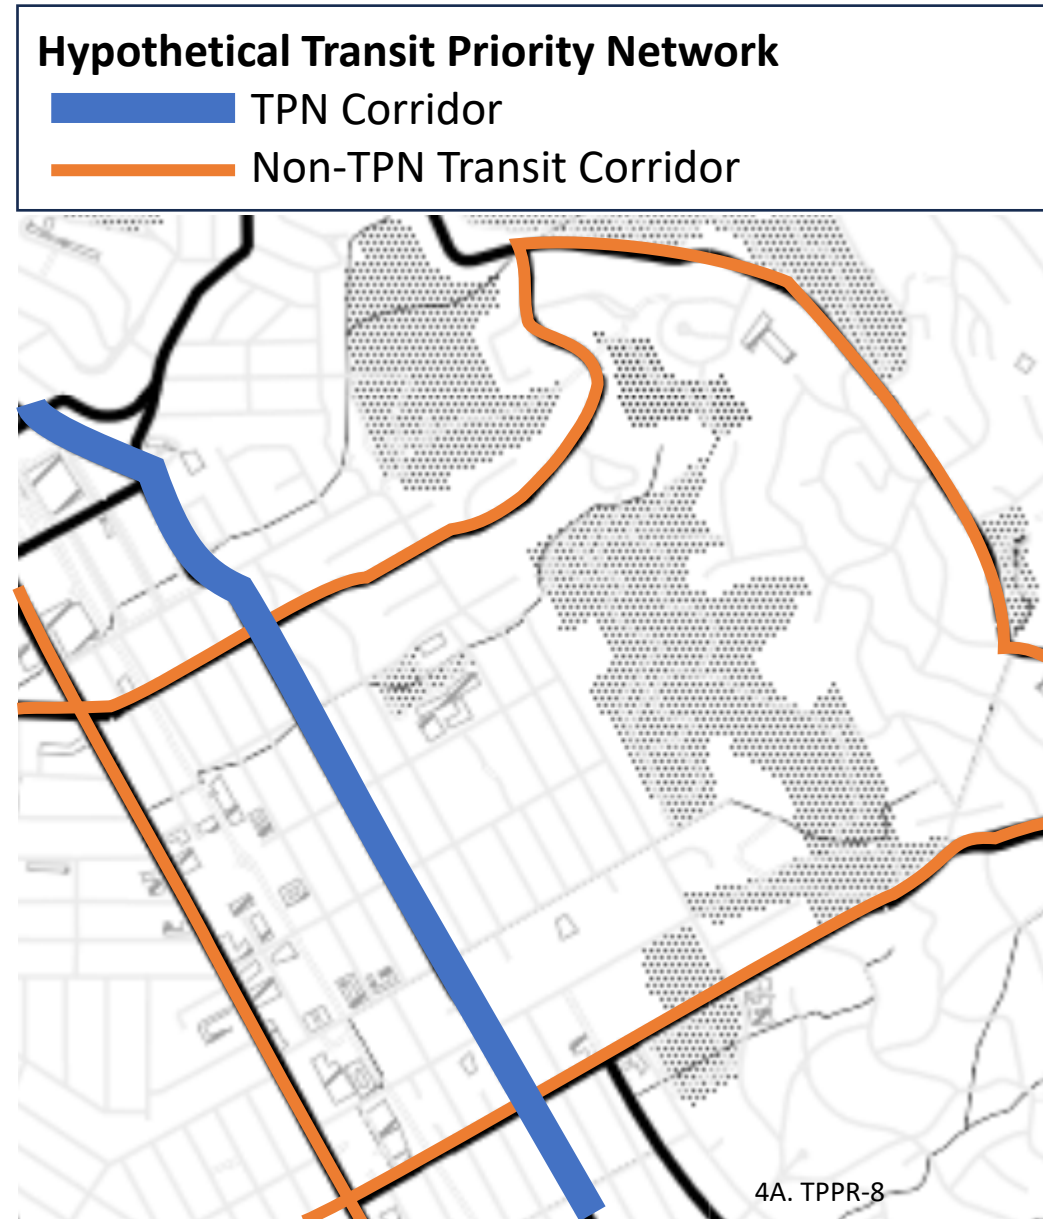 Hypothetical Transit Priority Network
TPN Corridor
Non-TPN Transit Corridor
4A. TPPR-8